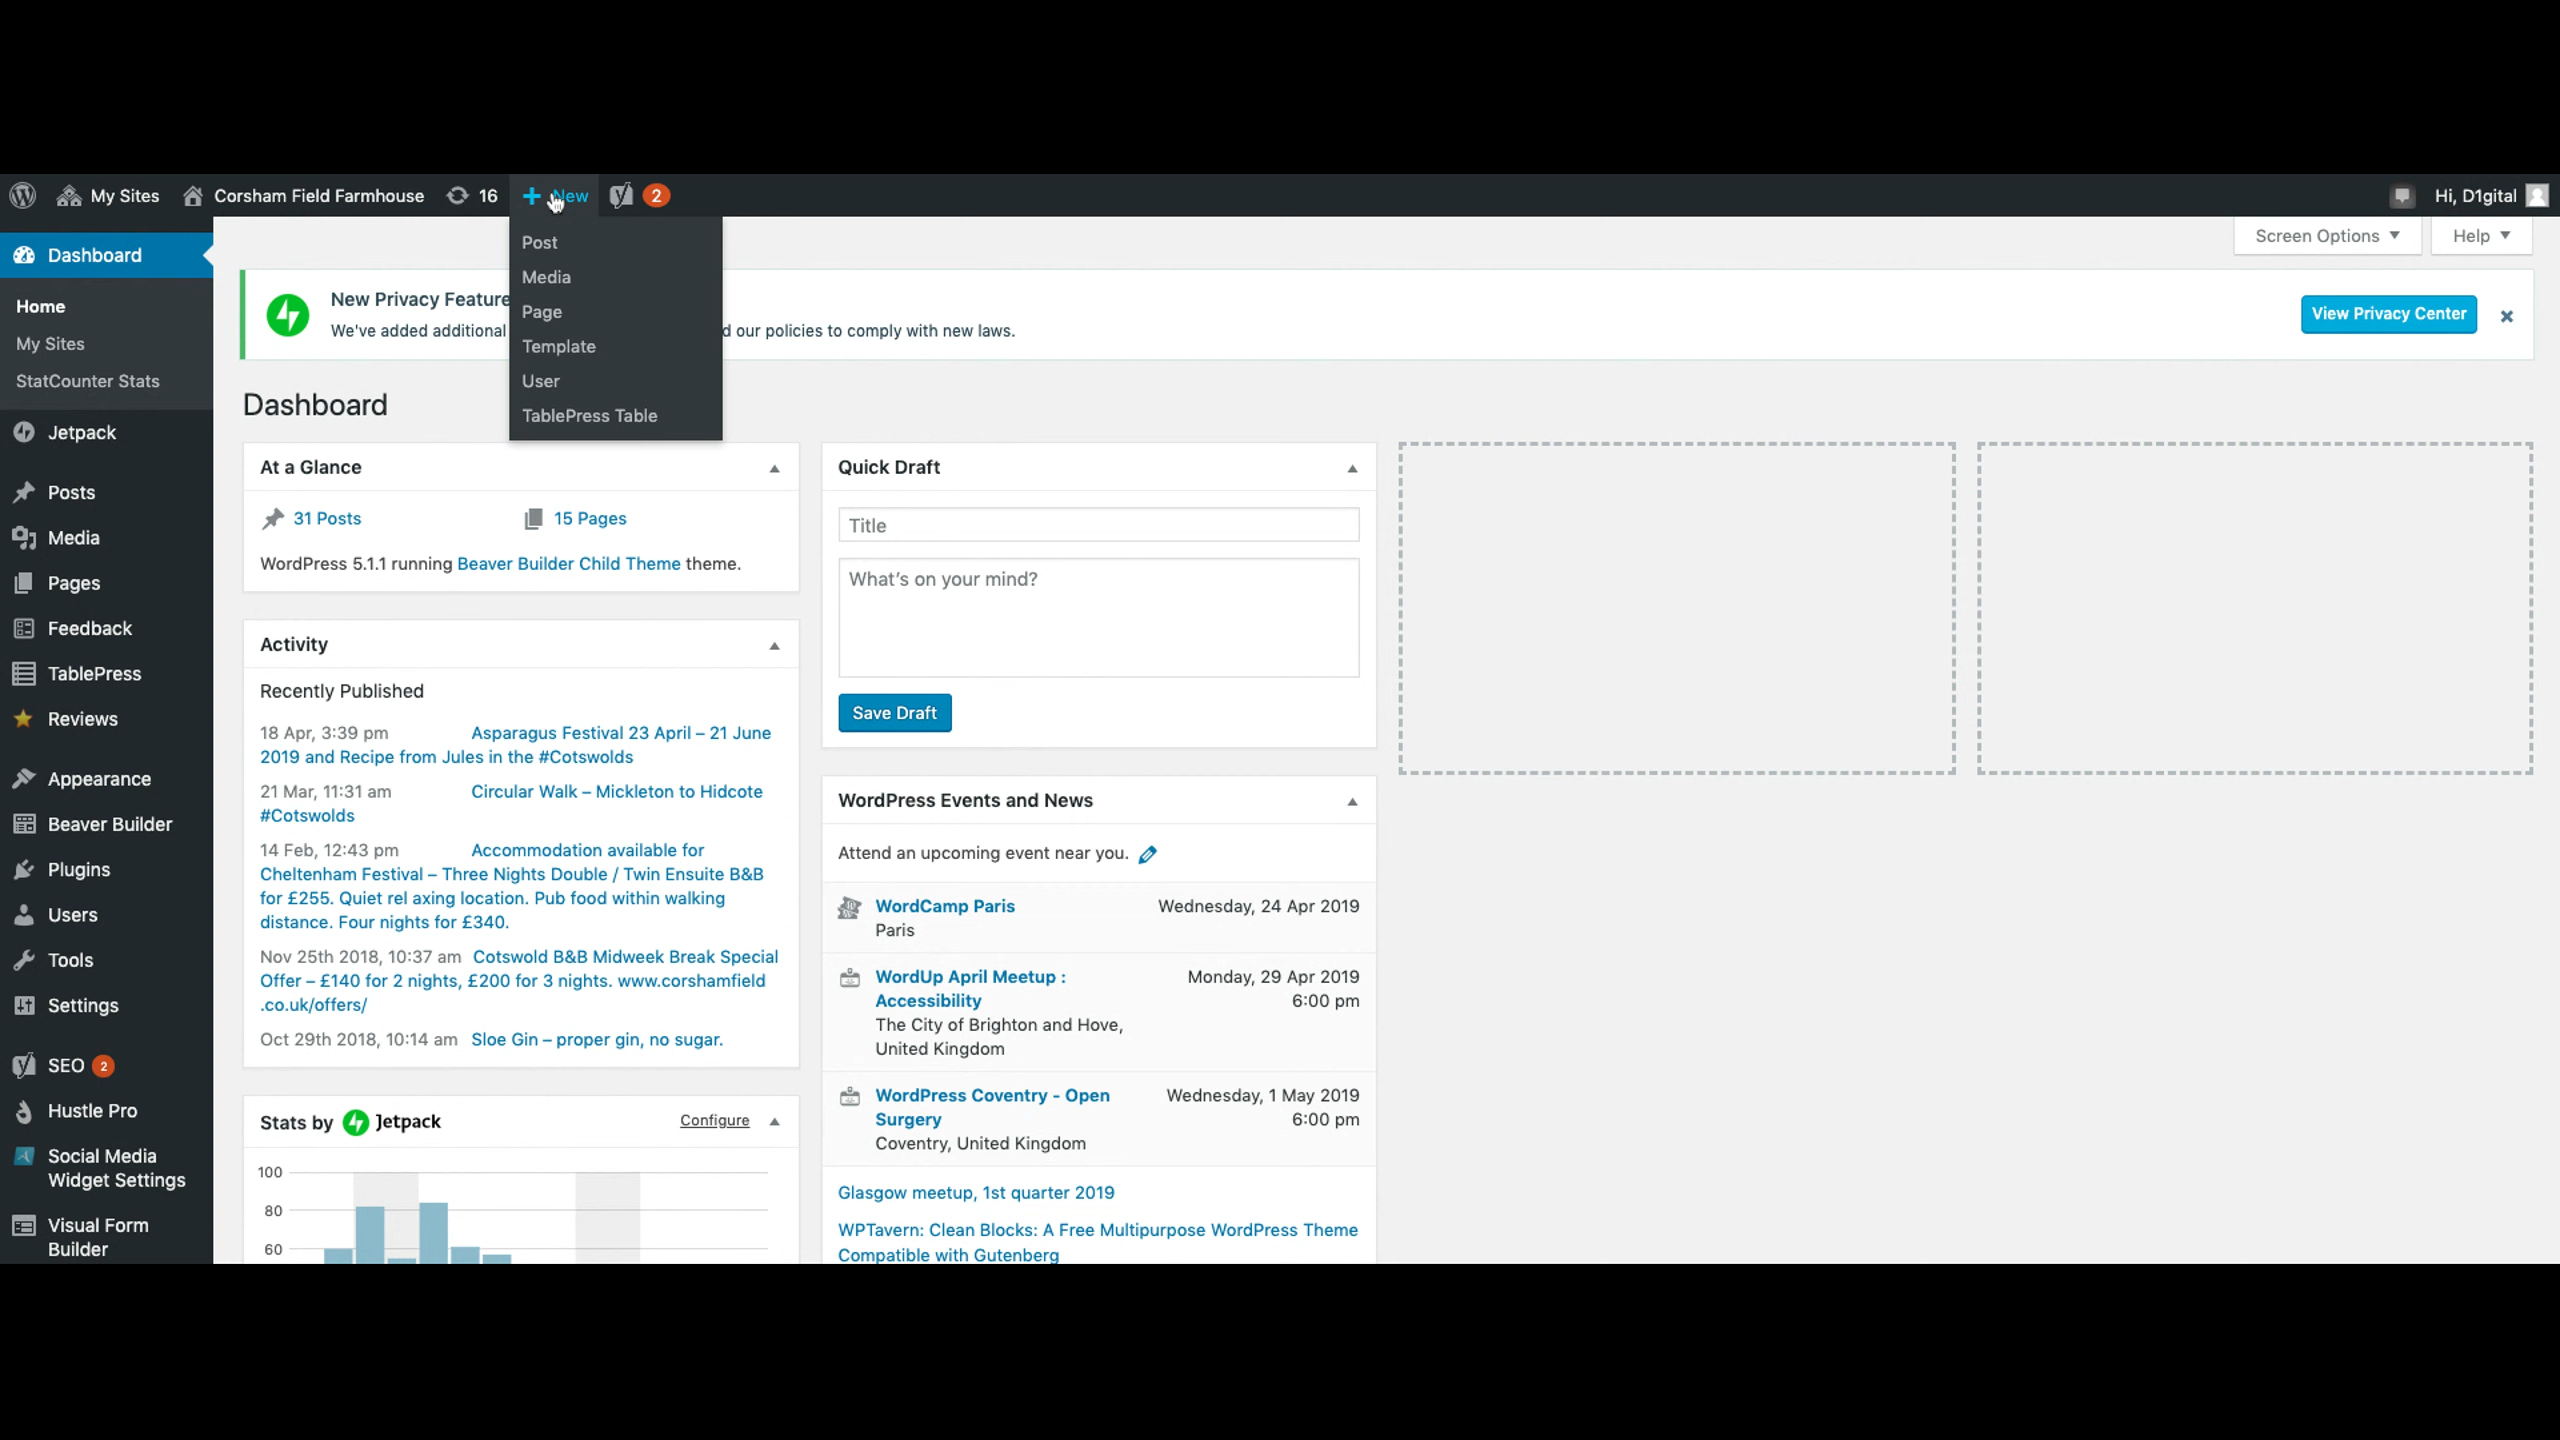 My Sites
Corsham Field Farmhouse
16
New
2
Hi, D1gital
Post
Media
Page
Template
User
TablePress Table
Screen Options
Help
Dashboard
Home
My Sites
StatCounter Stats
Jetpack
Posts
Media
Pages
Feedback
TablePress
Reviews
Appearance
Beaver Builder
Plugins
Users
Tools
Settings
SEO 2
Hustle Pro
Social Media
Widget Settings
Visual Form
Builder
New Privacy Feature
We've added additional
d our policies to comply with new laws.
View Privacy Center
Dashboard
At a Glance
31 Posts
15 Pages
WordPress 5.1.1 running Beaver Builder Child Theme theme.
Activity
Recently Published
18 Apr, 3:39 pm Asparagus Festival 23 April – 21 June
2019 and Recipe from Jules in the #Cotswolds
21 Mar, 11:31 am Circular Walk – Mickleton to Hidcote
#Cotswolds
14 Feb, 12:43 pm Accommodation available for
Cheltenham Festival – Three Nights Double / Twin Ensuite B&B
for £255. Quiet rel axing location. Pub food within walking
distance. Four nights for £340.
Nov 25th 2018, 10:37 am Cotswold B&B Midweek Break Special
Offer – £140 for 2 nights, £200 for 3 nights. www.corshamfield
.co.uk/offers/
Oct 29th 2018, 10:14 am Sloe Gin – proper gin, no sugar.
Stats by Jetpack
Configure
100
80
60
Quick Draft
Title
What's on your mind?
Save Draft
WordPress Events and News
Attend an upcoming event near you.
WordCamp Paris Wednesday, 24 Apr 2019
Paris
WordUp April Meetup : Monday, 29 Apr 2019
Accessibility 6:00 pm
The City of Brighton and Hove,
United Kingdom
WordPress Coventry - Open Wednesday, 1 May 2019
Surgery 6:00 pm
Coventry, United Kingdom
Glasgow meetup, 1st quarter 2019
WPTavern: Clean Blocks: A Free Multipurpose WordPress Theme
Compatible with Gutenberg